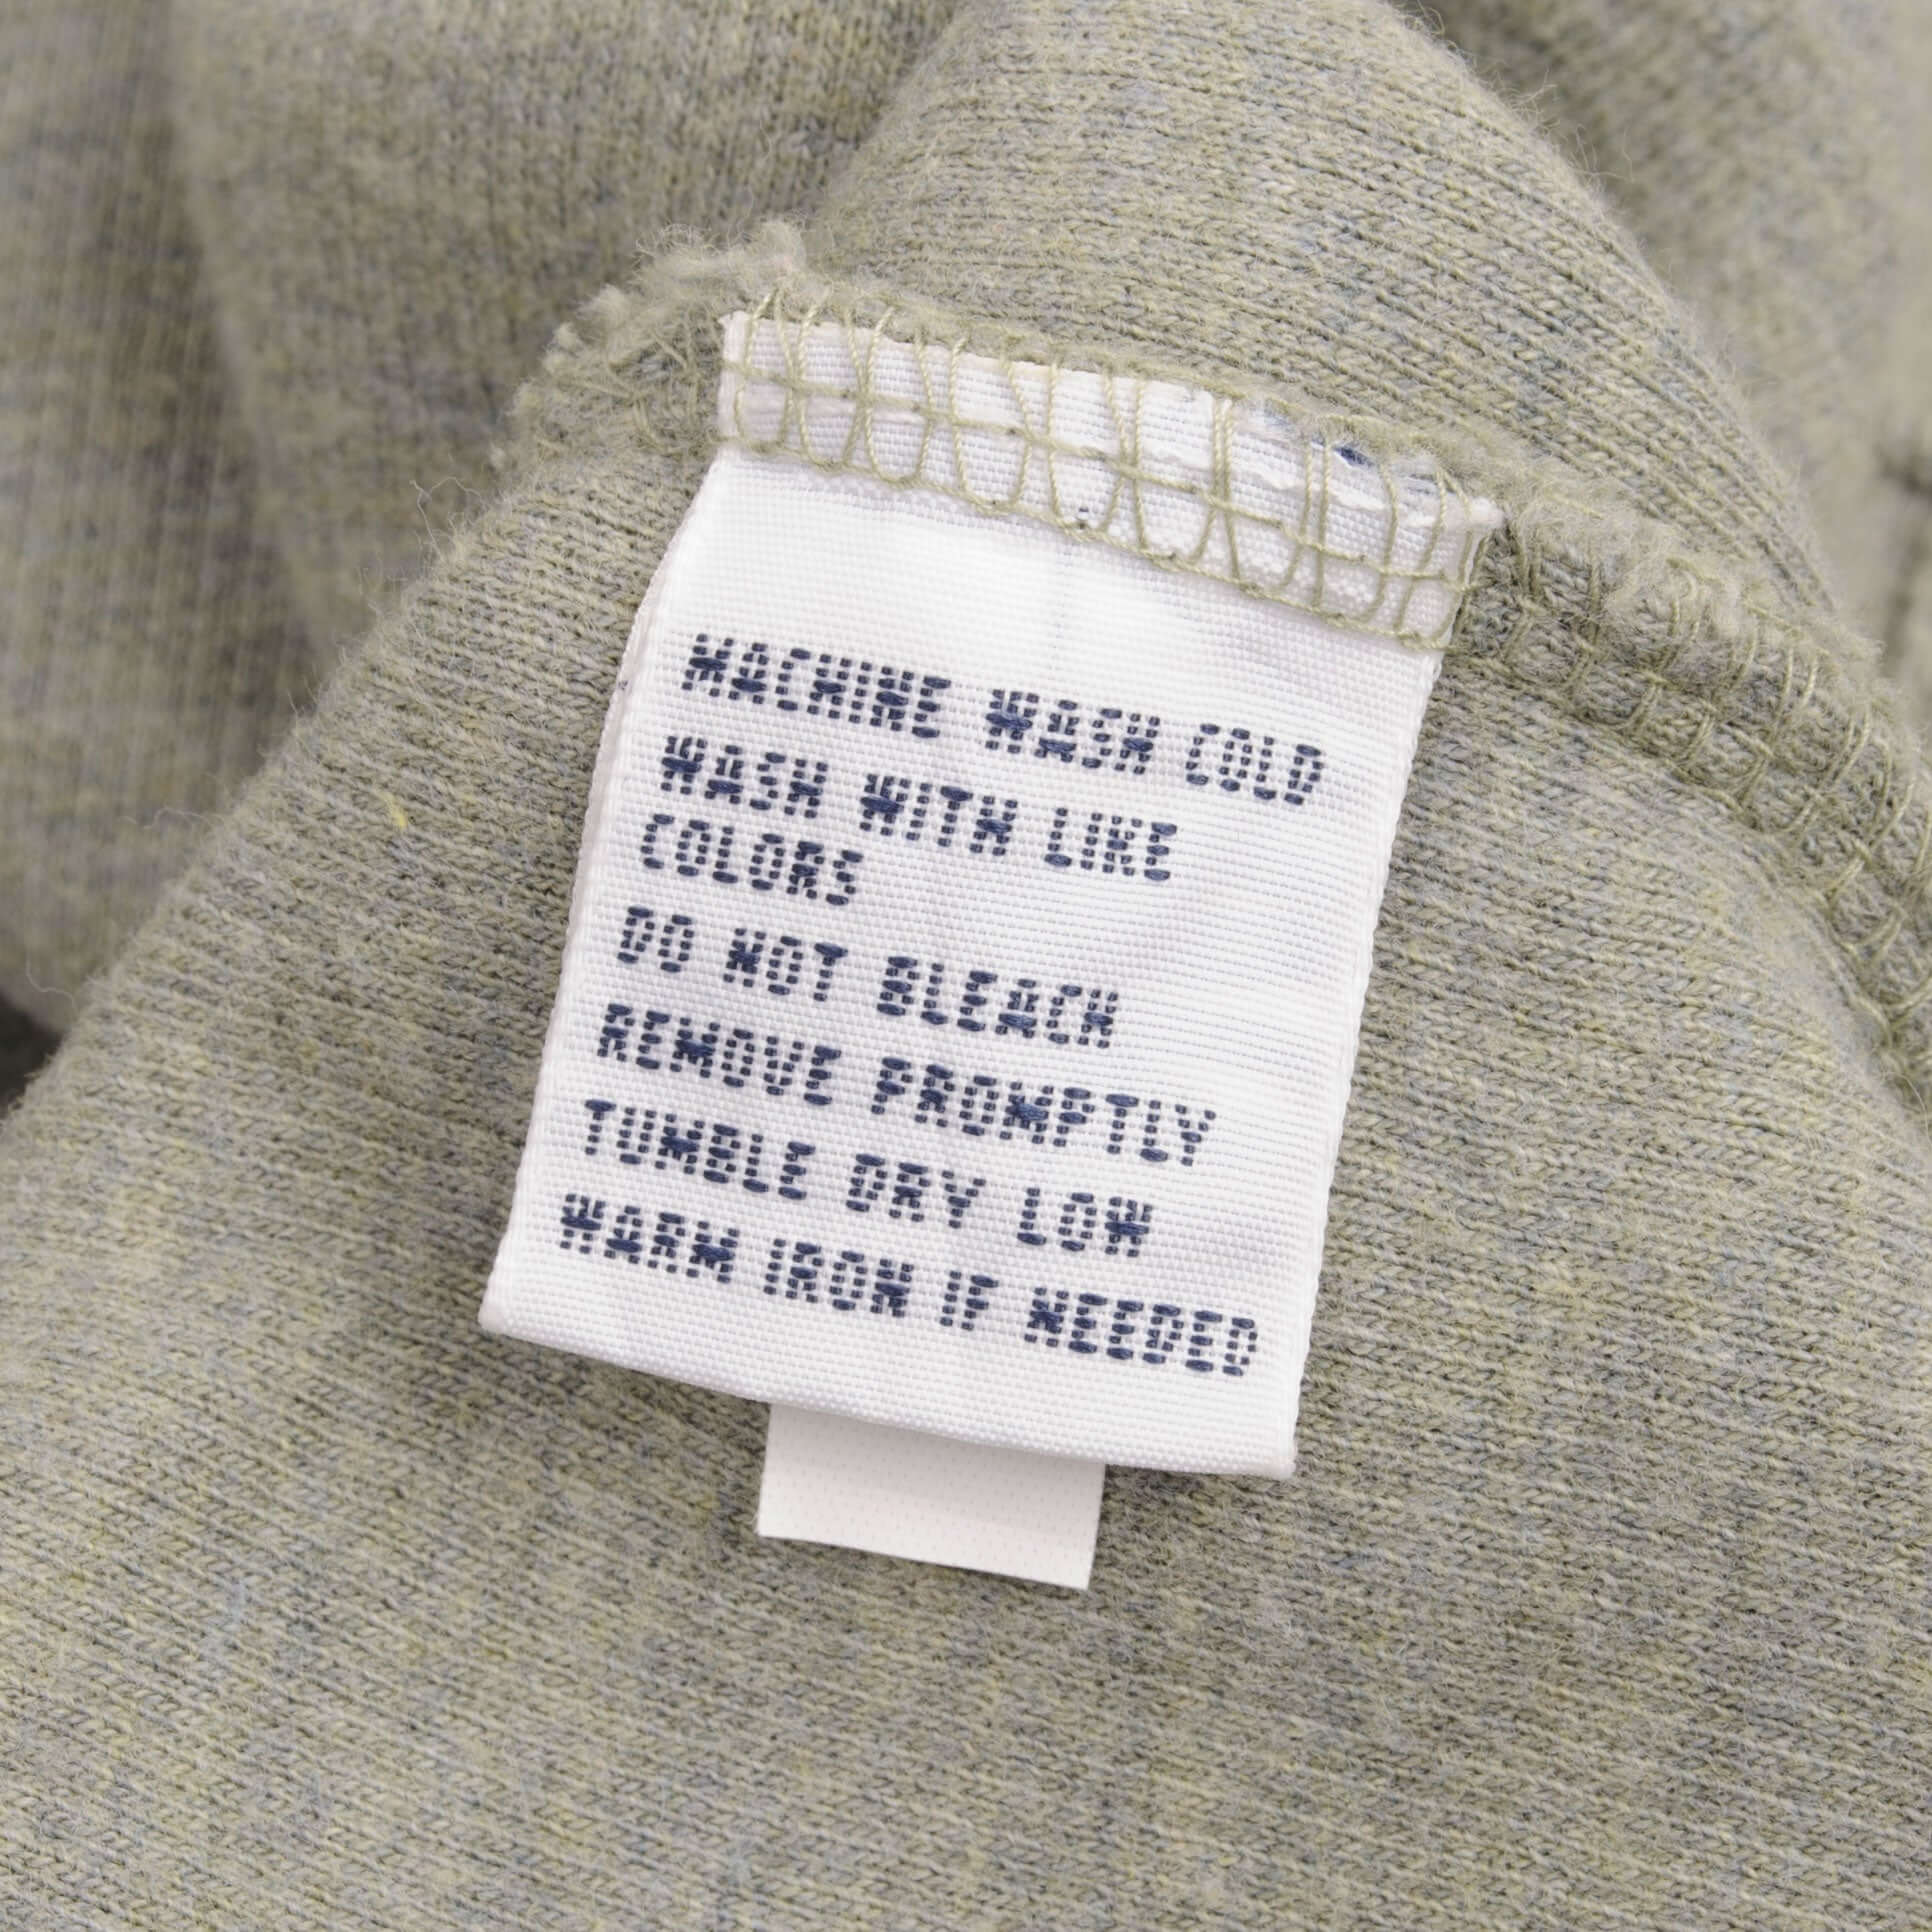 MACHINE WASH COLD
WASH WITH LIKE
COLORS
DO NOT BLEACH
REMOVE PROMPTLY
TUMBLE DRY LOW
WARM IRON IF NEEDED